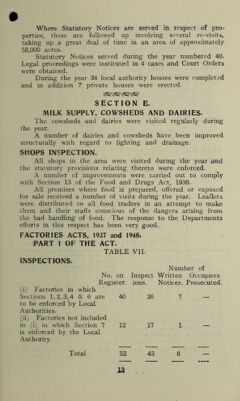 Where Statutory Notices are served in respect of pro-
perties, these are followed up involving several re-visits,
taking up a great deal of time in an area of approximately
58,000 acres.
Statutory Notices served during the year numbered 48.
Legal proceedings were instituted in 4 cases and Court Orders
were obtained.
During the year 34 local authority houses were completed
and in addition 7 private houses were erected.
SECTION E.
MILK SUPPLY, COWSHEDS AND DAIRIES.
The cowsheds and dairies were visited regularly during
the year.
A number of dairies and cowsheds have been improved
structurally with regard to lighting and drainage.
SHOPS INSPECTION.
All shops in the area were visited during the year and
the statutory provisions relating thereto were enforced.
A number of improvements were carried out to comply
with Section 13 of the Food and Drugs Act, 1938.
All premises where food is prepared, offered or exposed
for sale received a number of visits during the year. Leaflets
were distributed to all food traders in an attempt to make
them and their staffs conscious of the dangers arising from
the bad handling of food. The response to the Departments
efforts in this respect has been very good.
FACTORIES ACTS, 1937 and 1948.
PART 1 OF THE ACT.
TABLE VII.
INSPECTIONS.
Number of
No. on Inspect Written Occupiers
Register. ions. Notices. Prosecuted.
(i) Factories in which
Sections 1, 2, 3, 4 & 6 are 40 26 7 —
to be enforced by Local
Authorities.
(ii) Factories not included
in (i) in which Section 7 12 17 1 —
is enforced by the Local
Authority.
Total 52 43 8 —
13